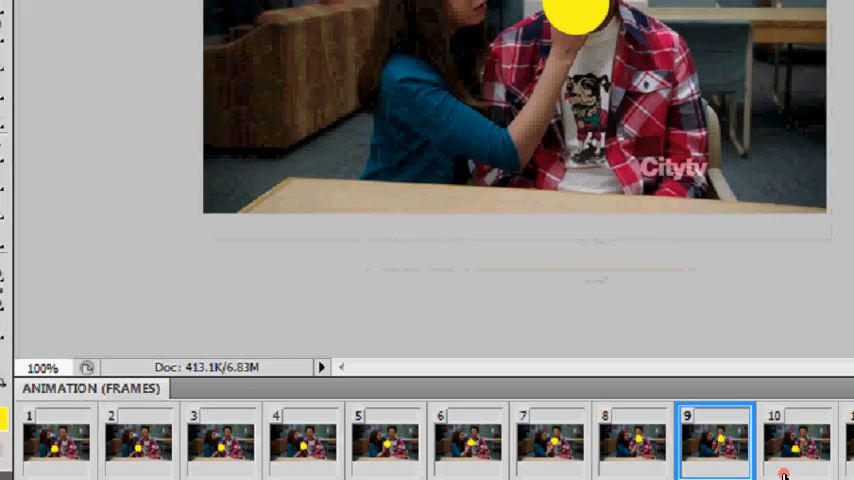 Citytv
100%
Doc: 413.1K/6.83M
ANIMATION (FRAMES)
1 2 3 4 5 6 7 8 9 10